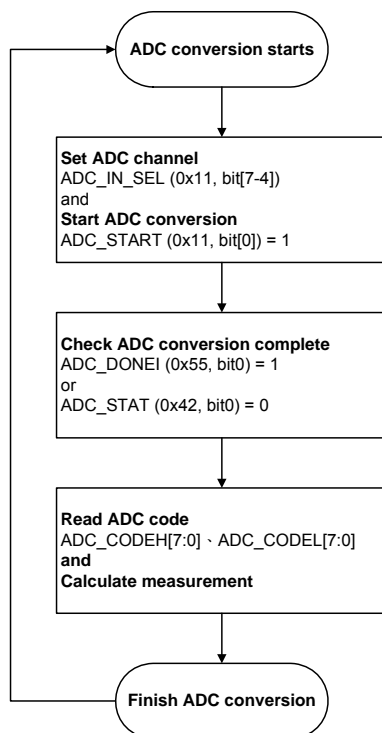 ADC conversion starts
Set ADC channel
ADC_IN_SEL (0x11, bit[7-4])
and
Start ADC conversion
ADC_START (0x11, bit[0]) = 1
Check ADC conversion complete
ADC_DONEI (0x55, bit0) = 1
or
ADC_STAT (0x42, bit0) = 0
Read ADC code
ADC_CODEH[7:0]、ADC_CODEL[7:0]
and
Calculate measurement
Finish ADC conversion